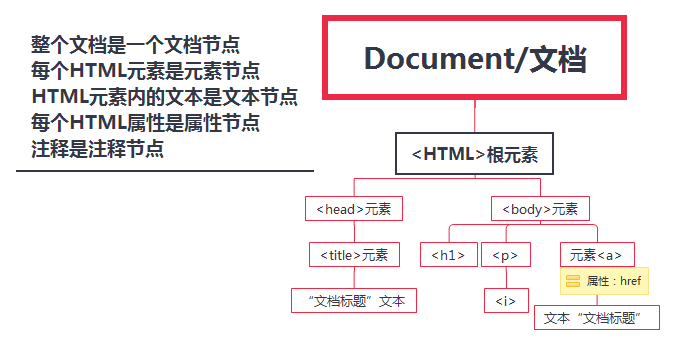 整个文档是一个文档节点
每个HTML元素是元素节点
HTML元素内的文本是文本节点
每个HTML属性是属性节点
注释是注释节点
Document/文档
<HTML>根元素
<head>元素
<body>元素
<title>元素
<h1>
<p>
元素<a>
属性：href
“文档标题”文本
<i>
文本“文档标题”